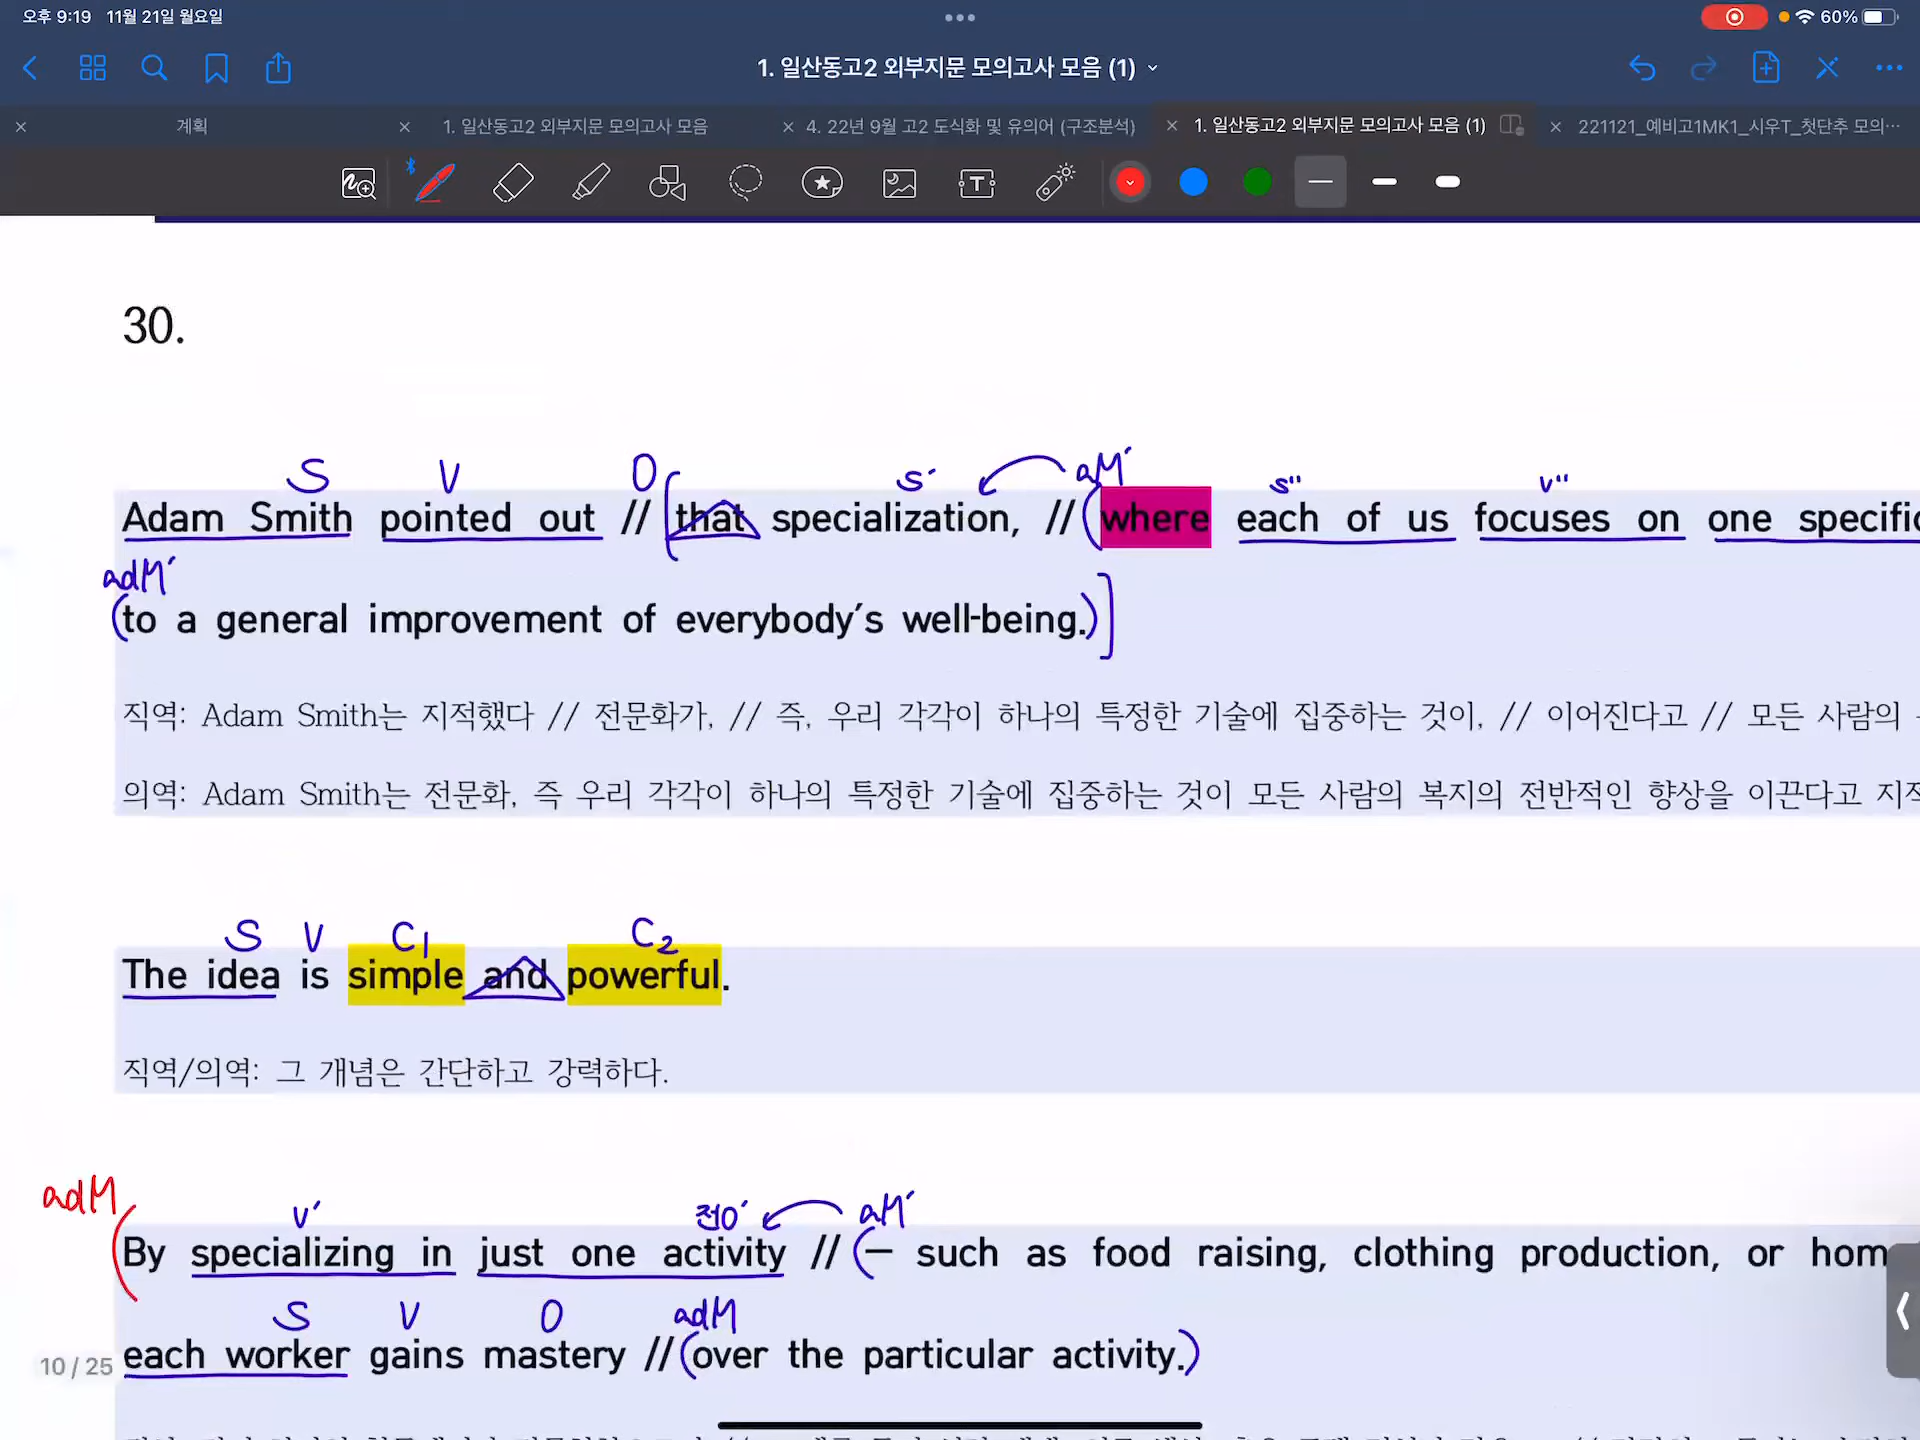 오후 9:19 11월 21일 월요일
60%
1. 일산동고2 외부지문 모의고사 모음 (1)
계획
1. 일산동고2 외부지문 모의고사 모음
4. 22년 9월 고2 도식화 및 유의어 (구조분석)
1. 일산동고2 외부지문 모의고사 모음 (1)
221121_예비고1MK1_시우T_첫단추 모의…
30.
S V O S' aM' S'' V''
Adam Smith pointed out // [that specialization, // (where each of us focuses on one specific
adM'
(to a general improvement of everybody's well-being.)]
직역: Adam Smith는 지적했다 // 전문화가, // 즉, 우리 각각이 하나의 특정한 기술에 집중하는 것이, // 이어진다고 // 모든 사람의
의역: Adam Smith는 전문화, 즉 우리 각각이 하나의 특정한 기술에 집중하는 것이 모든 사람의 복지의 전반적인 향상을 이끈다고 지적
S V C1 C2
The idea is simple and powerful.
직역/의역: 그 개념은 간단하고 강력하다.
adM V' 전O' aM'
(By specializing in just one activity // (— such as food raising, clothing production, or hom
S V O adM
each worker gains mastery // (over the particular activity.)
10 / 25